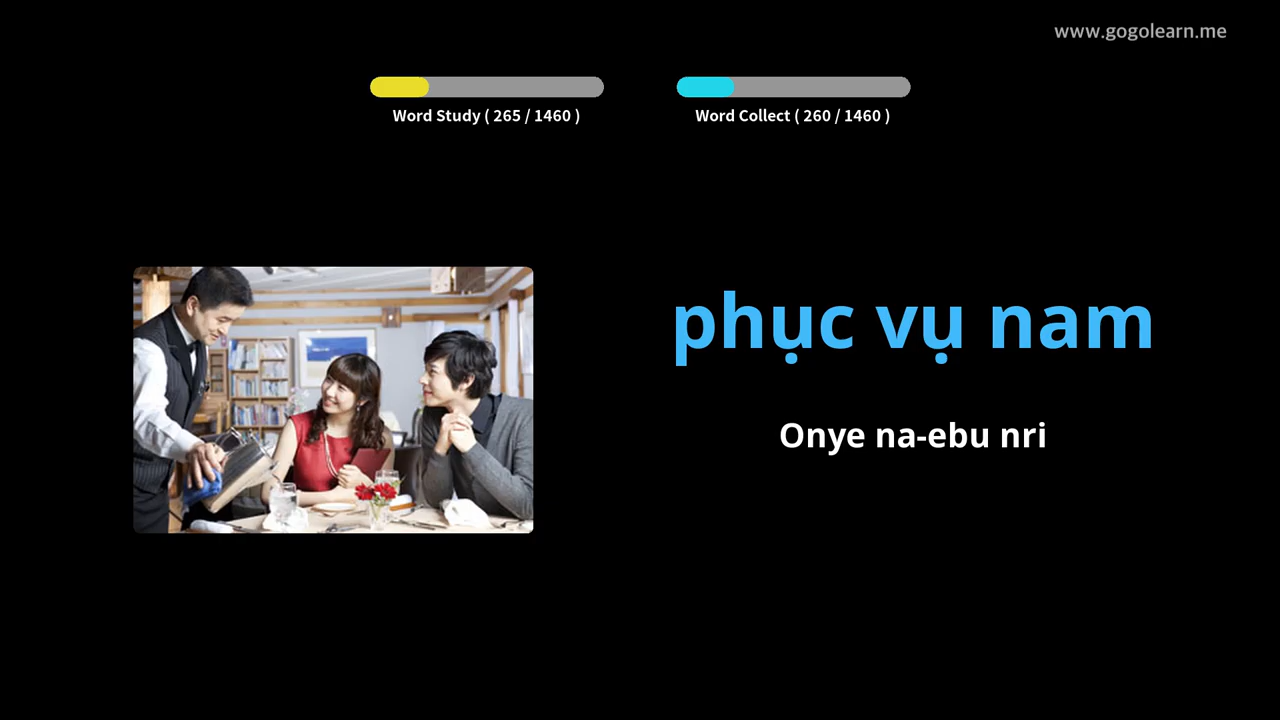 www.gogolearn.me
Word Study ( 265 / 1460 )
Word Collect ( 260 / 1460 )
phục vụ nam
Onye na-ebu nri